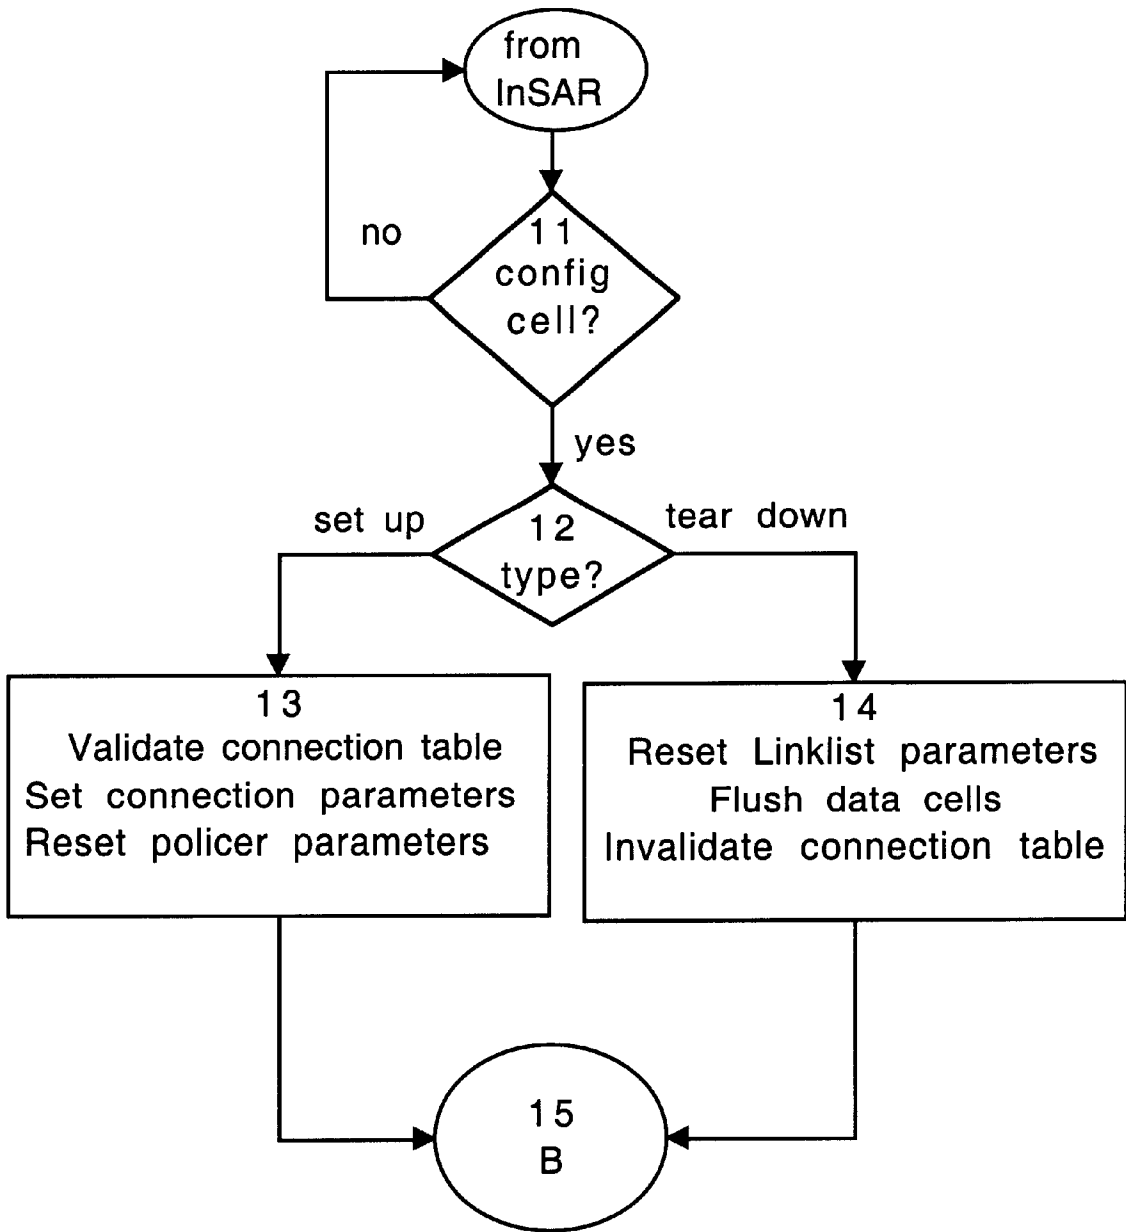 from
InSAR
no
11
config
cell?
yes
set up
12
type?
tear down
13
Validate connection table
Set connection parameters
Reset policer parameters
14
Reset Linklist parameters
Flush data cells
Invalidate connection table
15
B